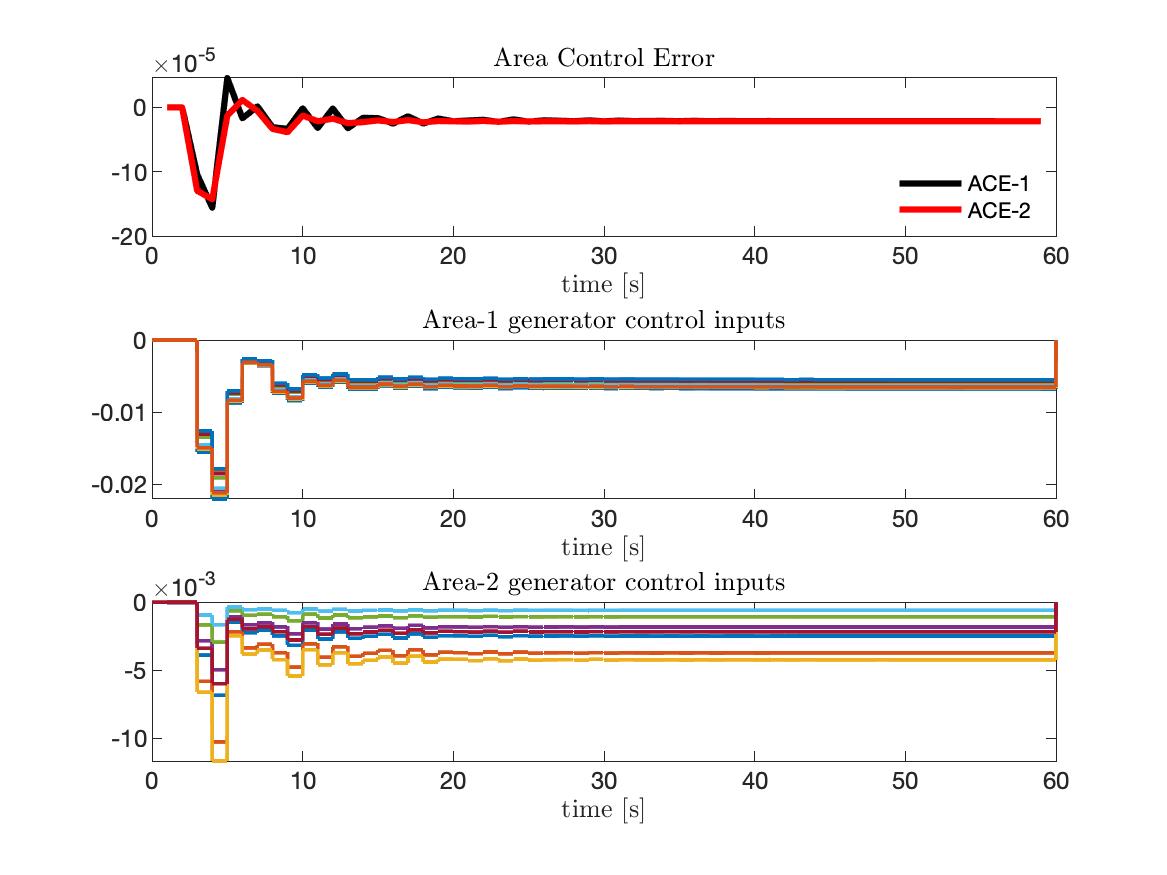 Area Control Error
×10⁻⁵
0
-10
-20
0 10 20 30 40 50 60
time [s]
ACE-1
ACE-2
Area-1 generator control inputs
0
-0.01
-0.02
0 10 20 30 40 50 60
time [s]
Area-2 generator control inputs
×10⁻³
0
-5
-10
0 10 20 30 40 50 60
time [s]